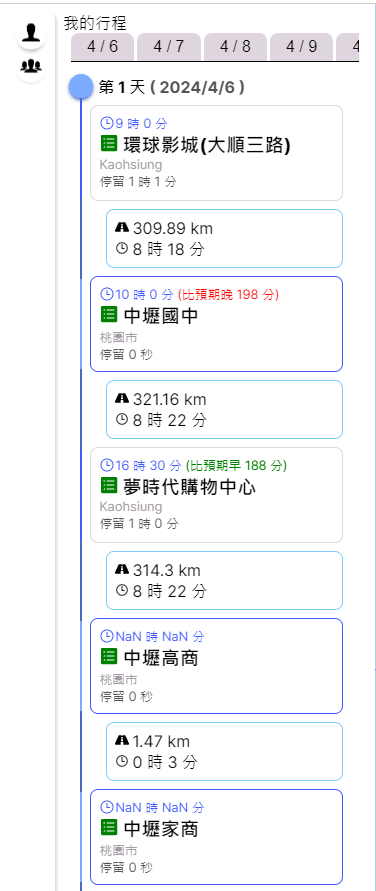 我的行程
4 / 6
4 / 7
4 / 8
4 / 9
4
第 1 天 ( 2024/4/6 )
9 時 0 分
環球影城(大順三路)
Kaohsiung
停留 1 時 1 分
309.89 km
8 時 18 分
10 時 0 分 (比預期晚 198 分)
中壢國中
桃園市
停留 0 秒
321.16 km
8 時 22 分
16 時 30 分 (比預期早 188 分)
夢時代購物中心
Kaohsiung
停留 1 時 0 分
314.3 km
8 時 22 分
NaN 時 NaN 分
中壢高商
桃園市
停留 0 秒
1.47 km
0 時 3 分
NaN 時 NaN 分
中壢家商
桃園市
停留 0 秒